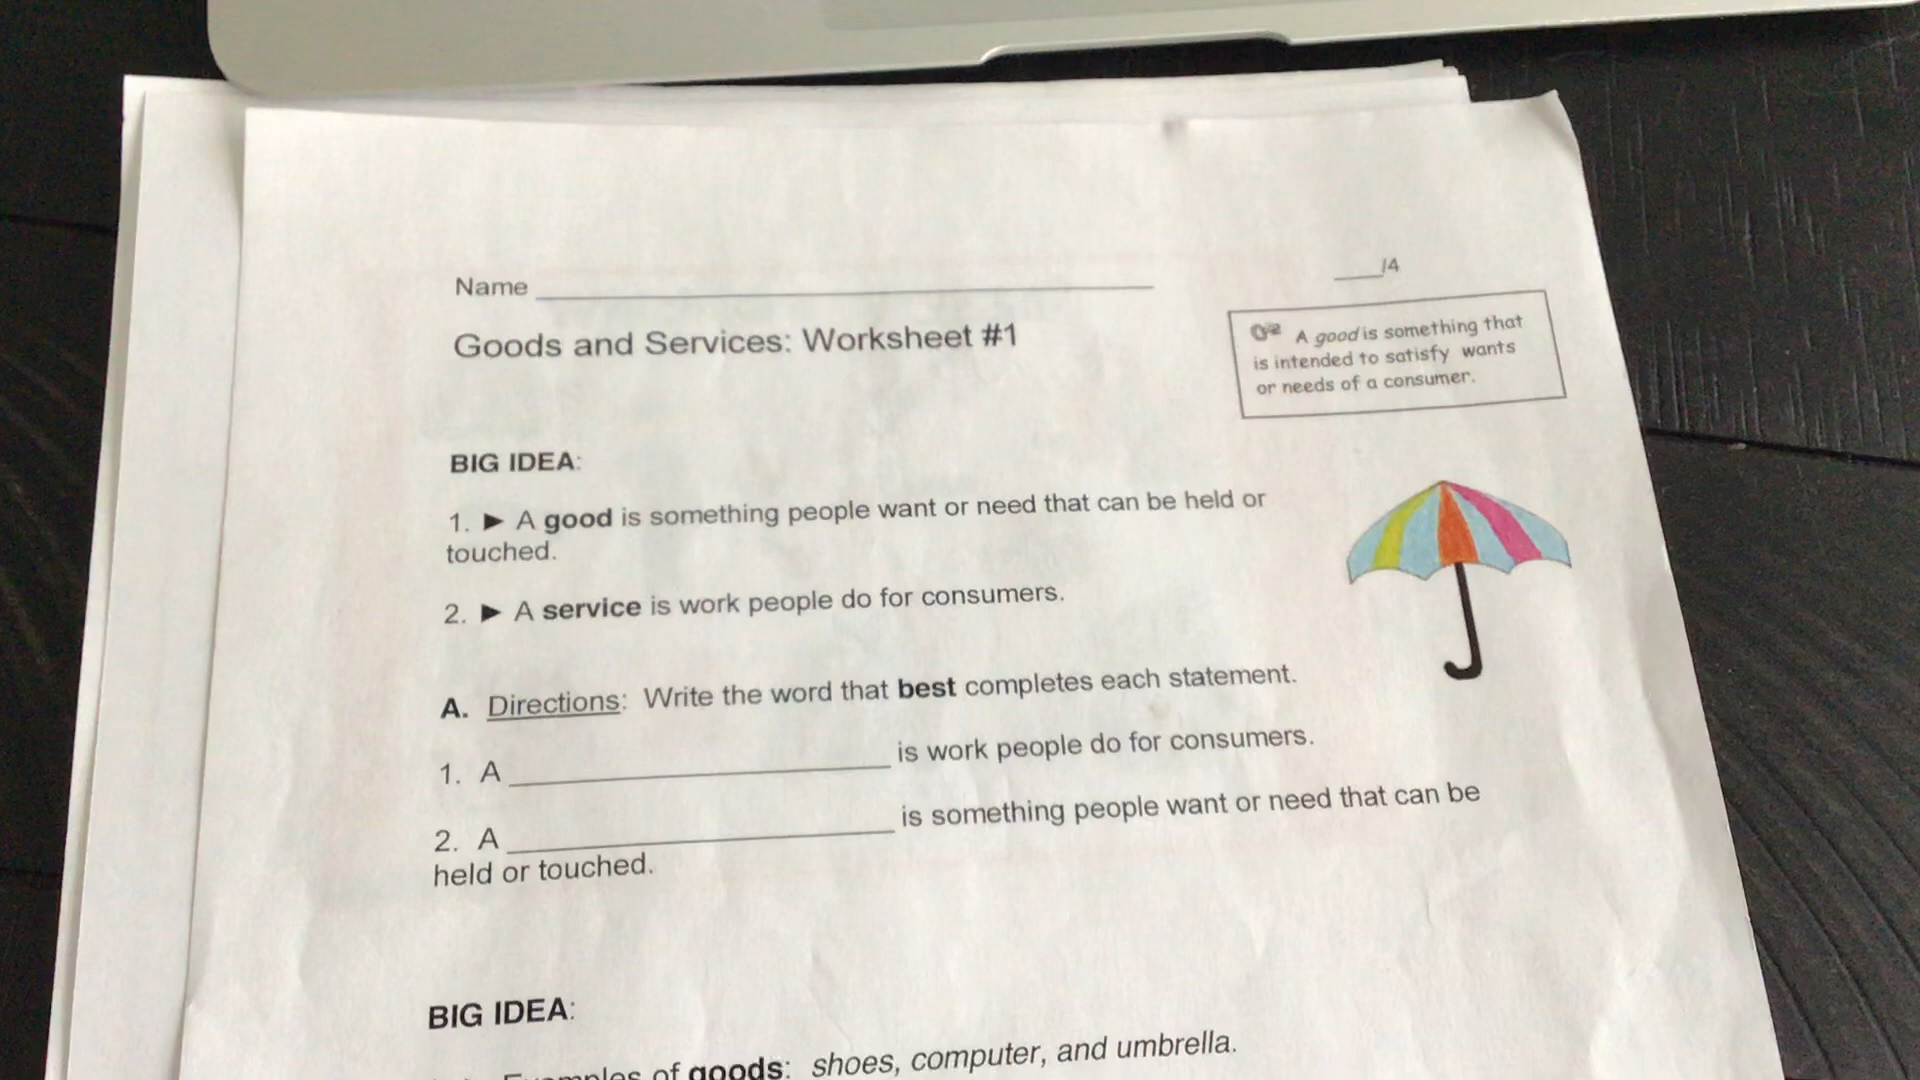 Name
/4
Goods and Services: Worksheet #1
A good is something that
is intended to satisfy wants
or needs of a consumer.
BIG IDEA:
1. ► A good is something people want or need that can be held or
touched.
2. ► A service is work people do for consumers.
A. Directions: Write the word that best completes each statement.
1. A ____ is work people do for consumers.
2. A ____ is something people want or need that can be
held or touched.
BIG IDEA:
Examples of goods: shoes, computer, and umbrella.